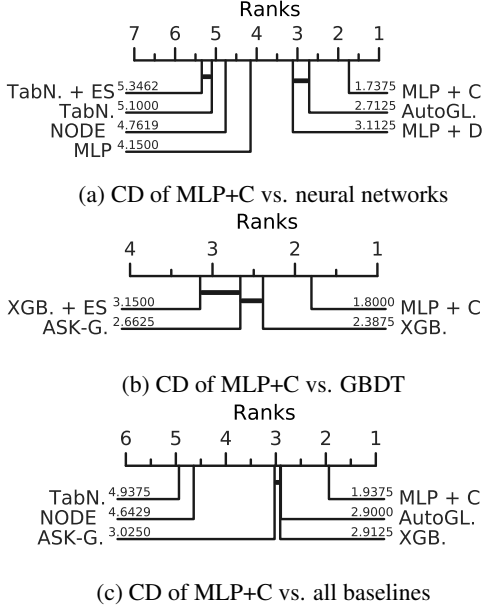 Ranks
7 6 5 4 3 2 1
TabN. + ES 5.3462 1.7375 MLP + C
TabN. 5.1000 2.7125 AutoGL.
NODE 4.7619 3.1125 MLP + D
MLP 4.1500
(a) CD of MLP+C vs. neural networks
Ranks
4 3 2 1
XGB. + ES 3.1500 1.8000 MLP + C
ASK-G. 2.6625 2.3875 XGB.
(b) CD of MLP+C vs. GBDT
Ranks
6 5 4 3 2 1
TabN. 4.9375 1.9375 MLP + C
NODE 4.6429 2.9000 AutoGL.
ASK-G. 3.0250 2.9125 XGB.
(c) CD of MLP+C vs. all baselines